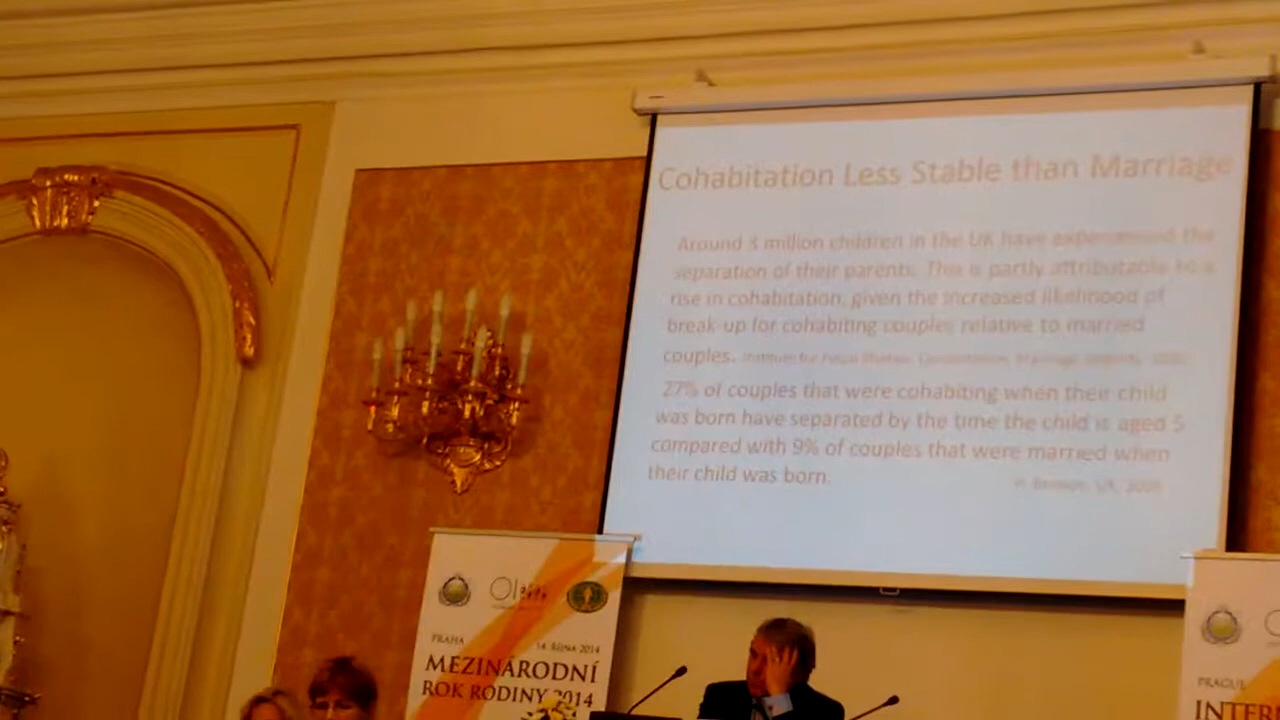 Cohabitation Less Stable than Marriage
Around 3 million children in the UK have experienced the
separation of their parents. This is partly attributable to a
rise in cohabitation, given the increased likelihood of
break-up for cohabiting couples relative to married
couples.
27% of couples that were cohabiting when their child
was born have separated by the time the child is aged 5
compared with 9% of couples that were married when
their child was born.
PRAHA 14. ŘÍJNA 2014
MEZINÁRODNÍ
ROK RODINY 2014
PRAGUE
INTER